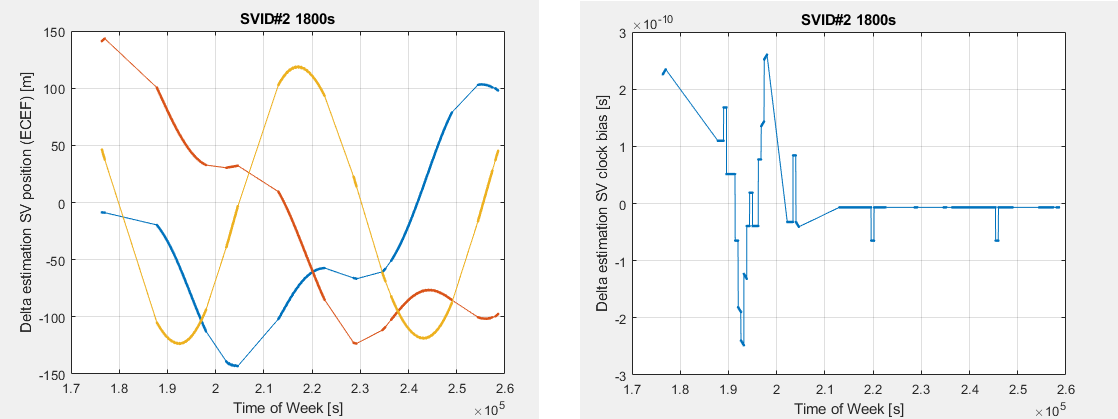 SVID#2 1800s
150
100
50
0
-50
-100
-150
Delta estimation SV position (ECEF) [m]
1.7 1.8 1.9 2 2.1 2.2 2.3 2.4 2.5 2.6
Time of Week [s]
×10⁵
SVID#2 1800s
×10⁻¹⁰
3
2
1
0
-1
-2
-3
Delta estimation SV clock bias [s]
1.7 1.8 1.9 2 2.1 2.2 2.3 2.4 2.5 2.6
Time of Week [s]
×10⁵